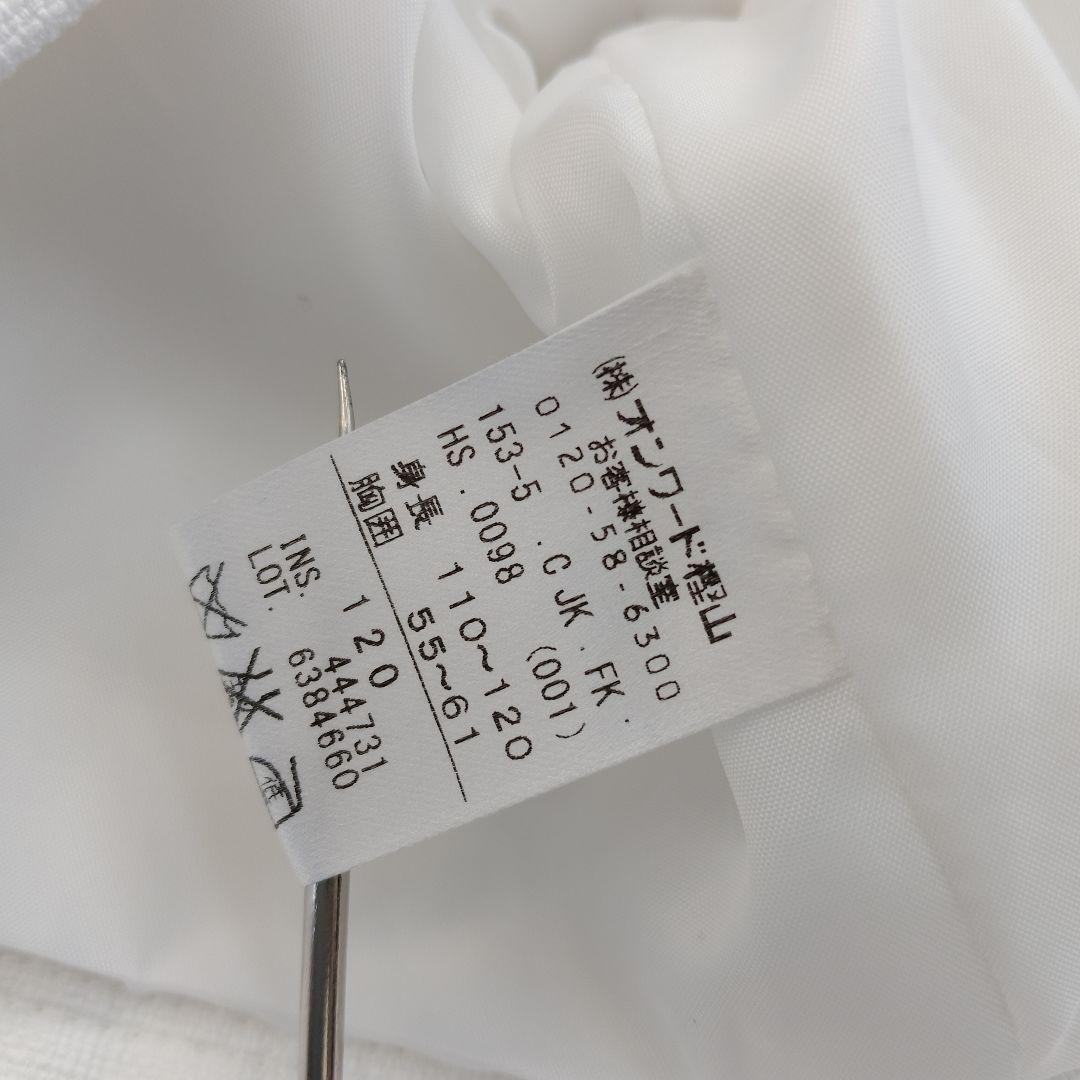 (株)オンワード樫山
お客様相談室
0120-58-6300
153-5 .CJK .FK.
HS .0098 (001)
身長 110~120
胸囲 55~61
120
INS. 444731
LOT. 6384660